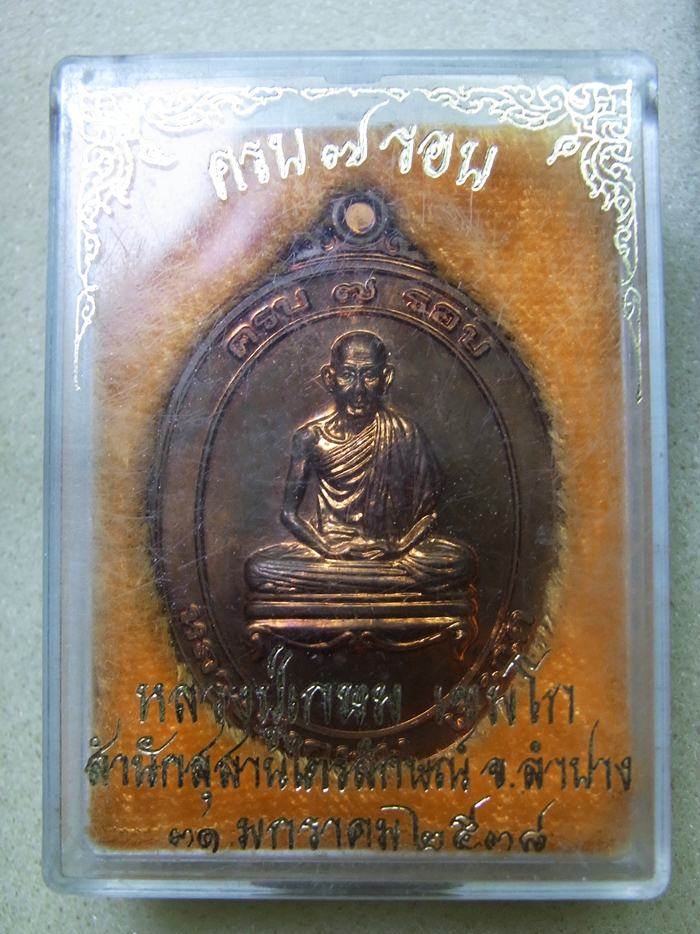 ครบ ๗ รอบ
ครบ ๗ รอบ
หลวงปู่เกษม เขมโก
สำนักสุสานไตรลักษณ์ จ.ลำปาง
๓๑ มกราคม ๒๕๓๘